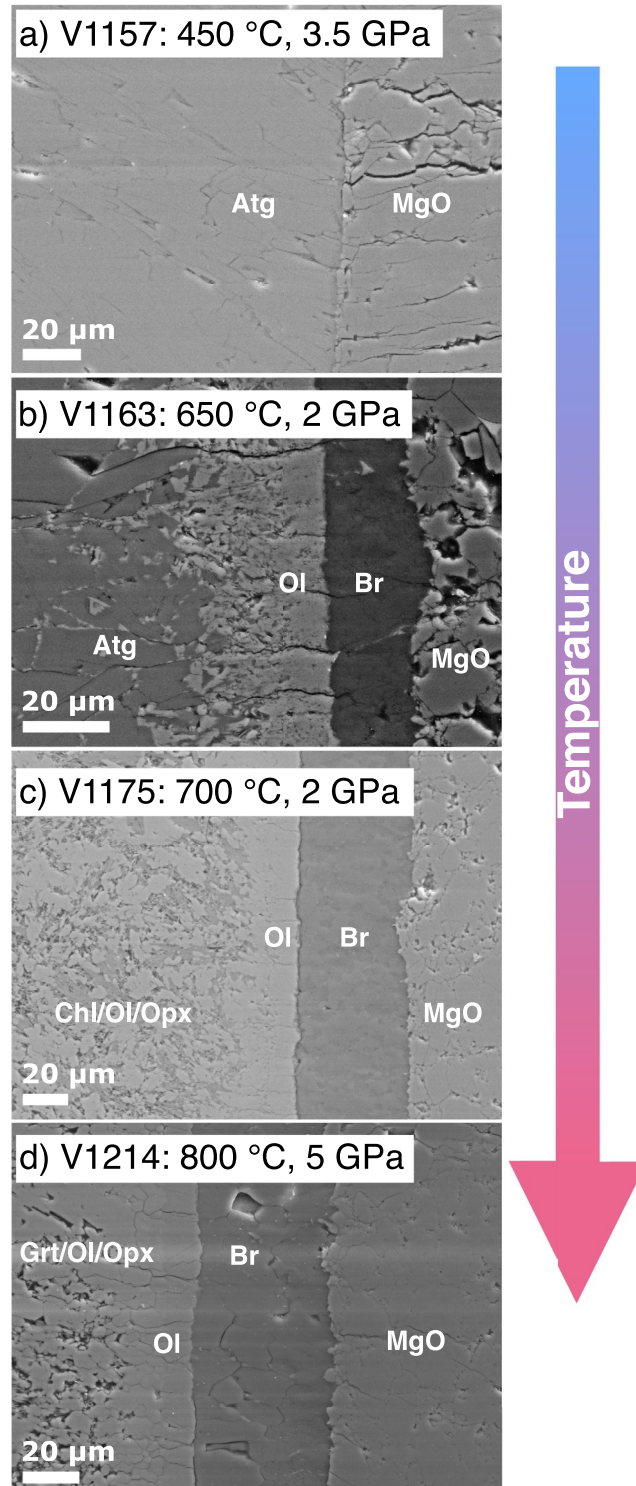 a) V1157: 450 °C, 3.5 GPa
Atg
MgO
20 µm
b) V1163: 650 °C, 2 GPa
Ol
Br
Atg
MgO
20 µm
c) V1175: 700 °C, 2 GPa
Ol
Br
Chl/Ol/Opx
MgO
20 µm
d) V1214: 800 °C, 5 GPa
Grt/Ol/Opx
Br
Ol
MgO
20 µm
Temperature